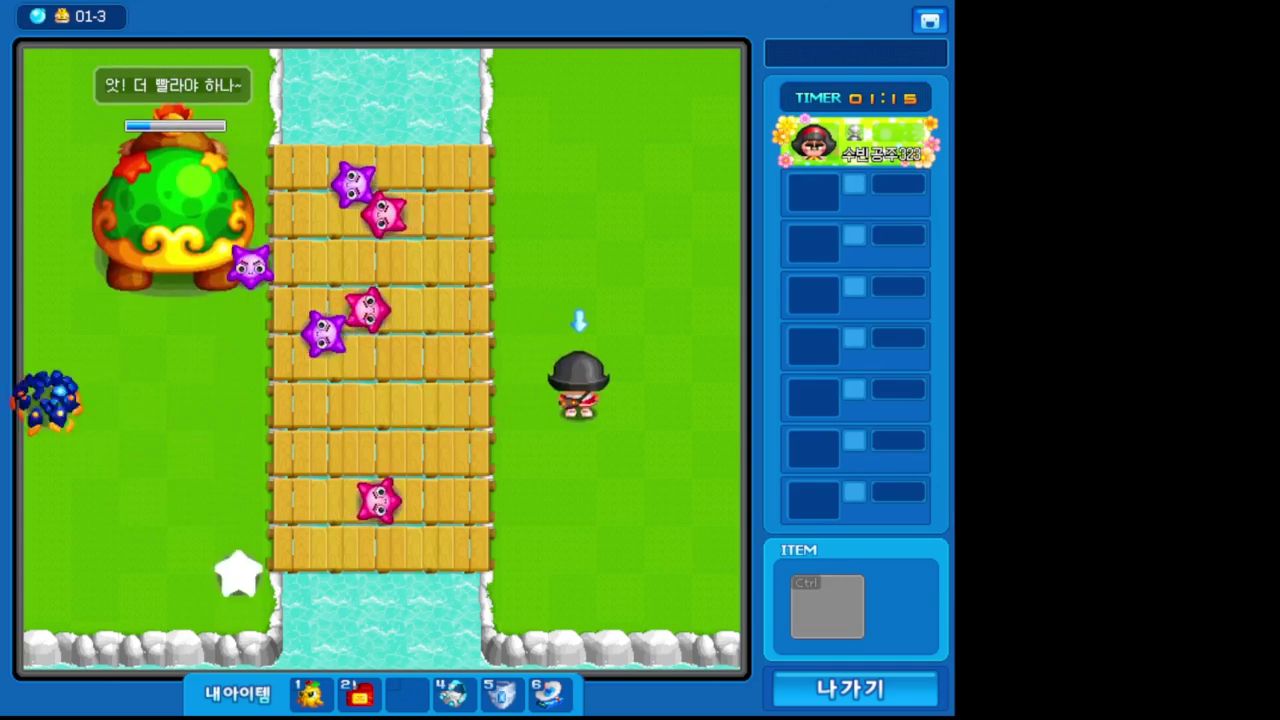 01-3
앗! 더 빨라야 하나~
TIMER 01:15
수빈공주323
ITEM
Ctrl
나가기
내아이템
1
2
4
5
6